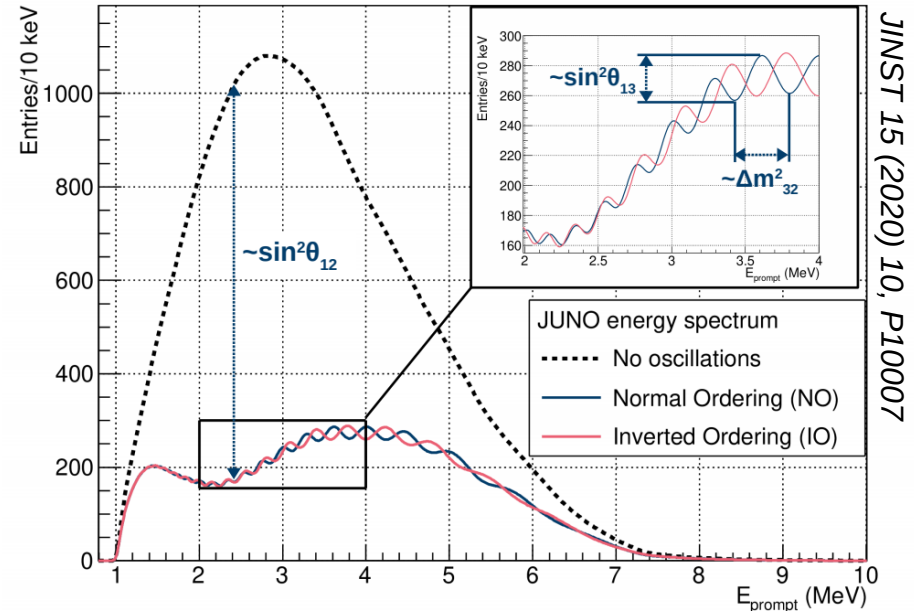 Entries/10 keV
1000
800
600
400
200
0
1 2 3 4 5 6 7 8 9 10
E_prompt (MeV)
~sin²θ₁₂
Entries/10 keV
300
280
260
240
220
200
180
160
2 2.5 3 3.5 4
E_prompt (MeV)
~sin²θ₁₃
~Δm²₃₂
JUNO energy spectrum
No oscillations
Normal Ordering (NO)
Inverted Ordering (IO)
JINST 15 (2020) 10, P10007